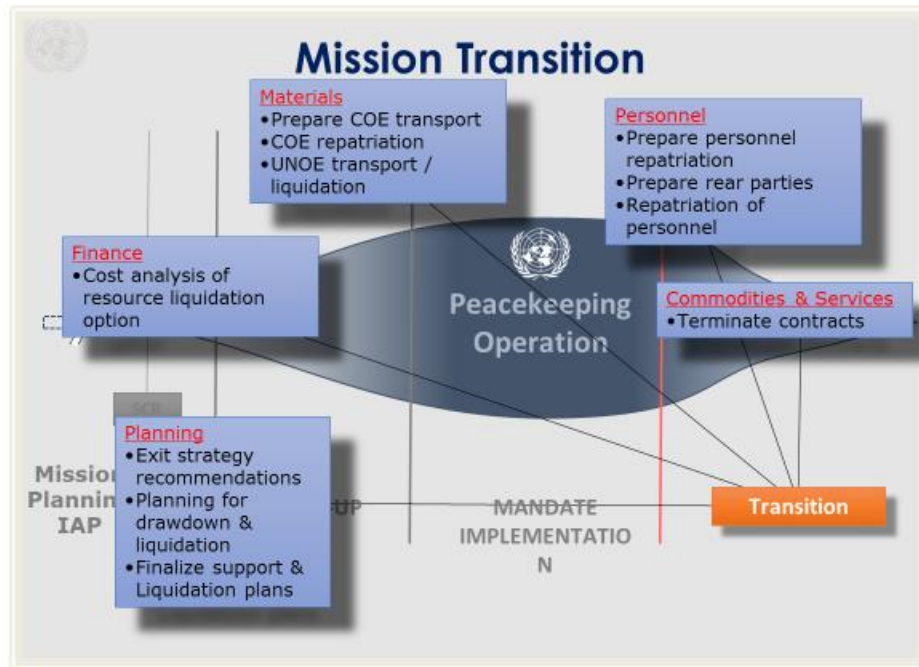 Mission Transition
Materials
•Prepare COE transport
•COE repatriation
•UNOE transport /
liquidation
Personnel
•Prepare personnel
repatriation
•Prepare rear parties
•Repatriation of
personnel
Finance
•Cost analysis of
resource liquidation
option
Peacekeeping
Operation
Commodities & Services
•Terminate contracts
Planning
•Exit strategy
recommendations
•Planning for
drawdown &
liquidation
•Finalize support &
Liquidation plans
Mission
IAP
MANDATE
IMPLEMENTATIO
N
Transition